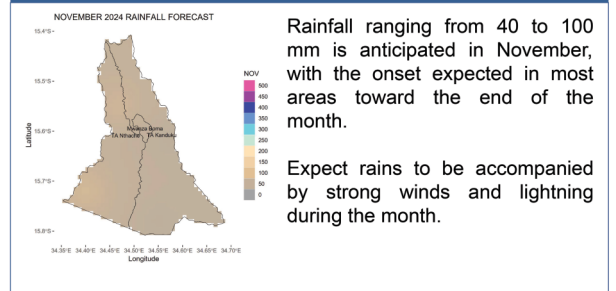 NOVEMBER 2024 RAINFALL FORECAST
15.4°S
15.5°S
15.6°S
15.7°S
15.8°S
Latitude
Mwanza Boma
TA Nthache TA Kanduku
34.35°E 34.40°E 34.45°E 34.50°E 34.55°E 34.60°E 34.65°E 34.70°E
Longitude
NOV
500
450
400
350
300
250
200
150
100
50
0
Rainfall ranging from 40 to 100
mm is anticipated in November,
with the onset expected in most
areas toward the end of the
month.
Expect rains to be accompanied
by strong winds and lightning
during the month.